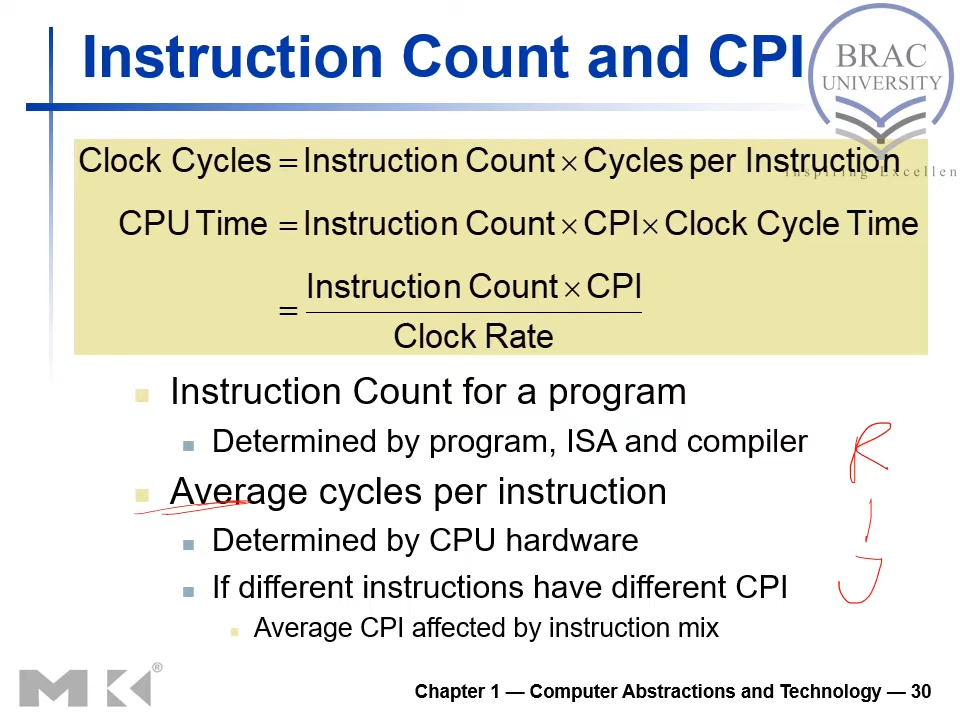 Instruction Count and CPI
BRAC
UNIVERSITY
Inspiring Excellen
Clock Cycles = Instruction Count × Cycles per Instruction
CPU Time = Instruction Count × CPI × Clock Cycle Time
= Instruction Count × CPI
Clock Rate
Instruction Count for a program
Determined by program, ISA and compiler
Average cycles per instruction
Determined by CPU hardware
If different instructions have different CPI
Average CPI affected by instruction mix
R
I
J
MK®
Chapter 1 — Computer Abstractions and Technology — 30